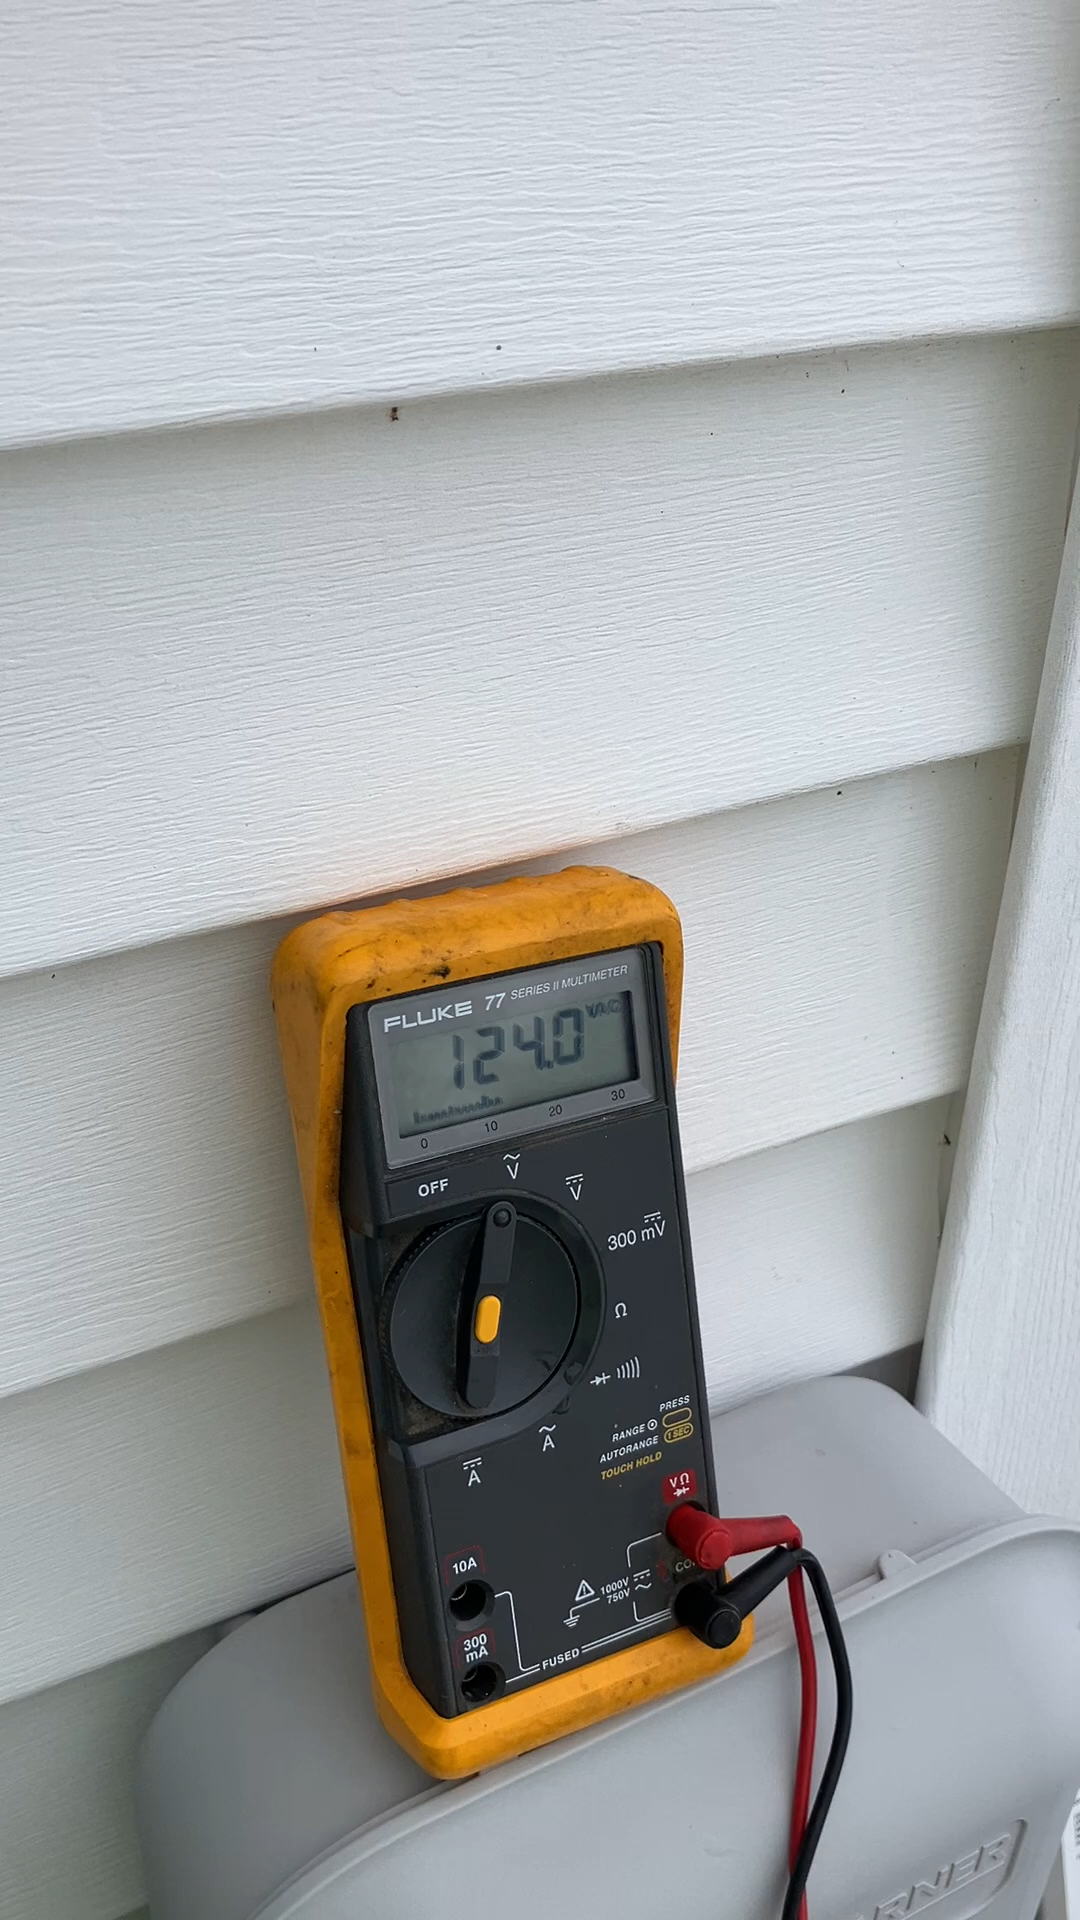 FLUKE 77 SERIES II MULTIMETER
124.0 VAC
0 10 20 30
OFF
V
V
300 mV
Ω
A
A
PRESS
RANGE
1 SEC
AUTORANGE
TOUCH HOLD
V Ω
10A
1000V
750V
300
mA
FUSED